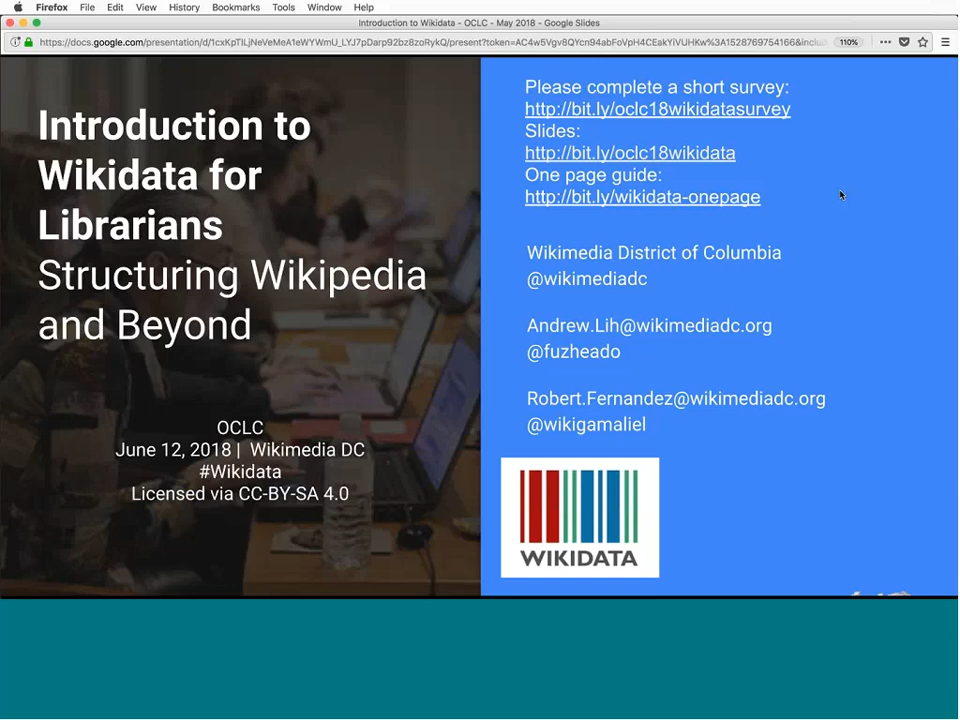 Firefox File Edit View History Bookmarks Tools Window Help
Introduction to Wikidata - OCLC - May 2018 - Google Slides
110%
Introduction to
Wikidata for
Librarians
Structuring Wikipedia
and Beyond
OCLC
June 12, 2018 | Wikimedia DC
#Wikidata
Licensed via CC-BY-SA 4.0
Please complete a short survey:
http://bit.ly/oclc18wikidatasurvey
Slides:
http://bit.ly/oclc18wikidata
One page guide:
http://bit.ly/wikidata-onepage
Wikimedia District of Columbia
@wikimediadc
Andrew.Lih@wikimediadc.org
@fuzheado
Robert.Fernandez@wikimediadc.org
@wikigamaliel
WIKIDATA